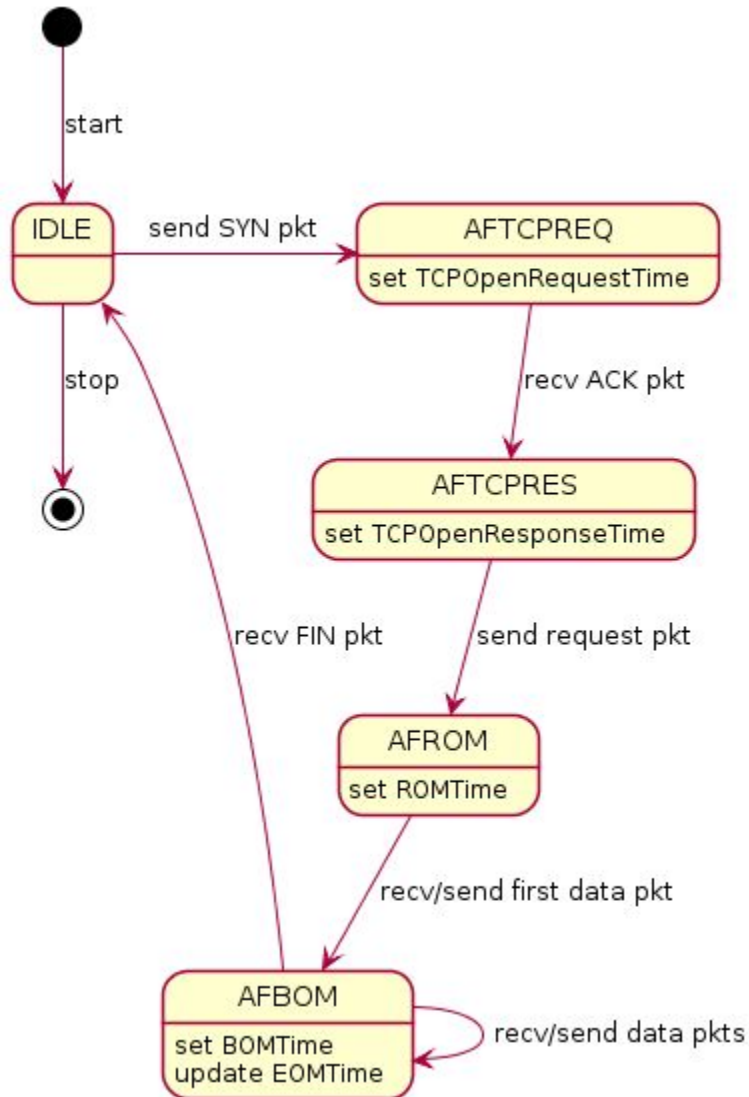 start
IDLE
send SYN pkt
AFTCPREQ
set TCPOpenRequestTime
stop
recv ACK pkt
AFTCPRES
set TCPOpenResponseTime
recv FIN pkt
send request pkt
AFROM
set ROMTime
recv/send first data pkt
AFBOM
set BOMTime
update EOMTime
recv/send data pkts